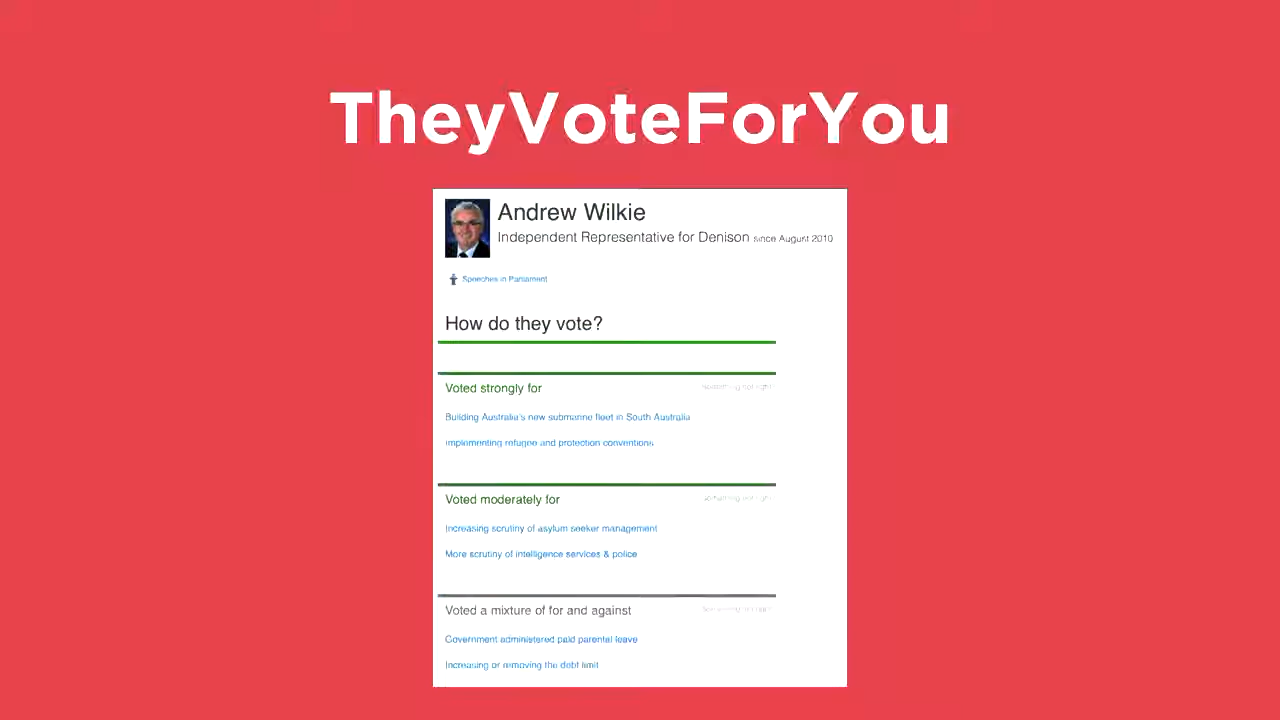 TheyVoteForYou
Andrew Wilkie
Independent Representative for Denison since August 2010
Speeches in Parliament
How do they vote?
Voted strongly for
Building Australia's new submarine fleet in South Australia
Implementing refugee and protection conventions
Voted moderately for
Increasing scrutiny of asylum seeker management
More scrutiny of intelligence services & police
Voted a mixture of for and against
Government administered paid parental leave
Increasing or removing the debt limit